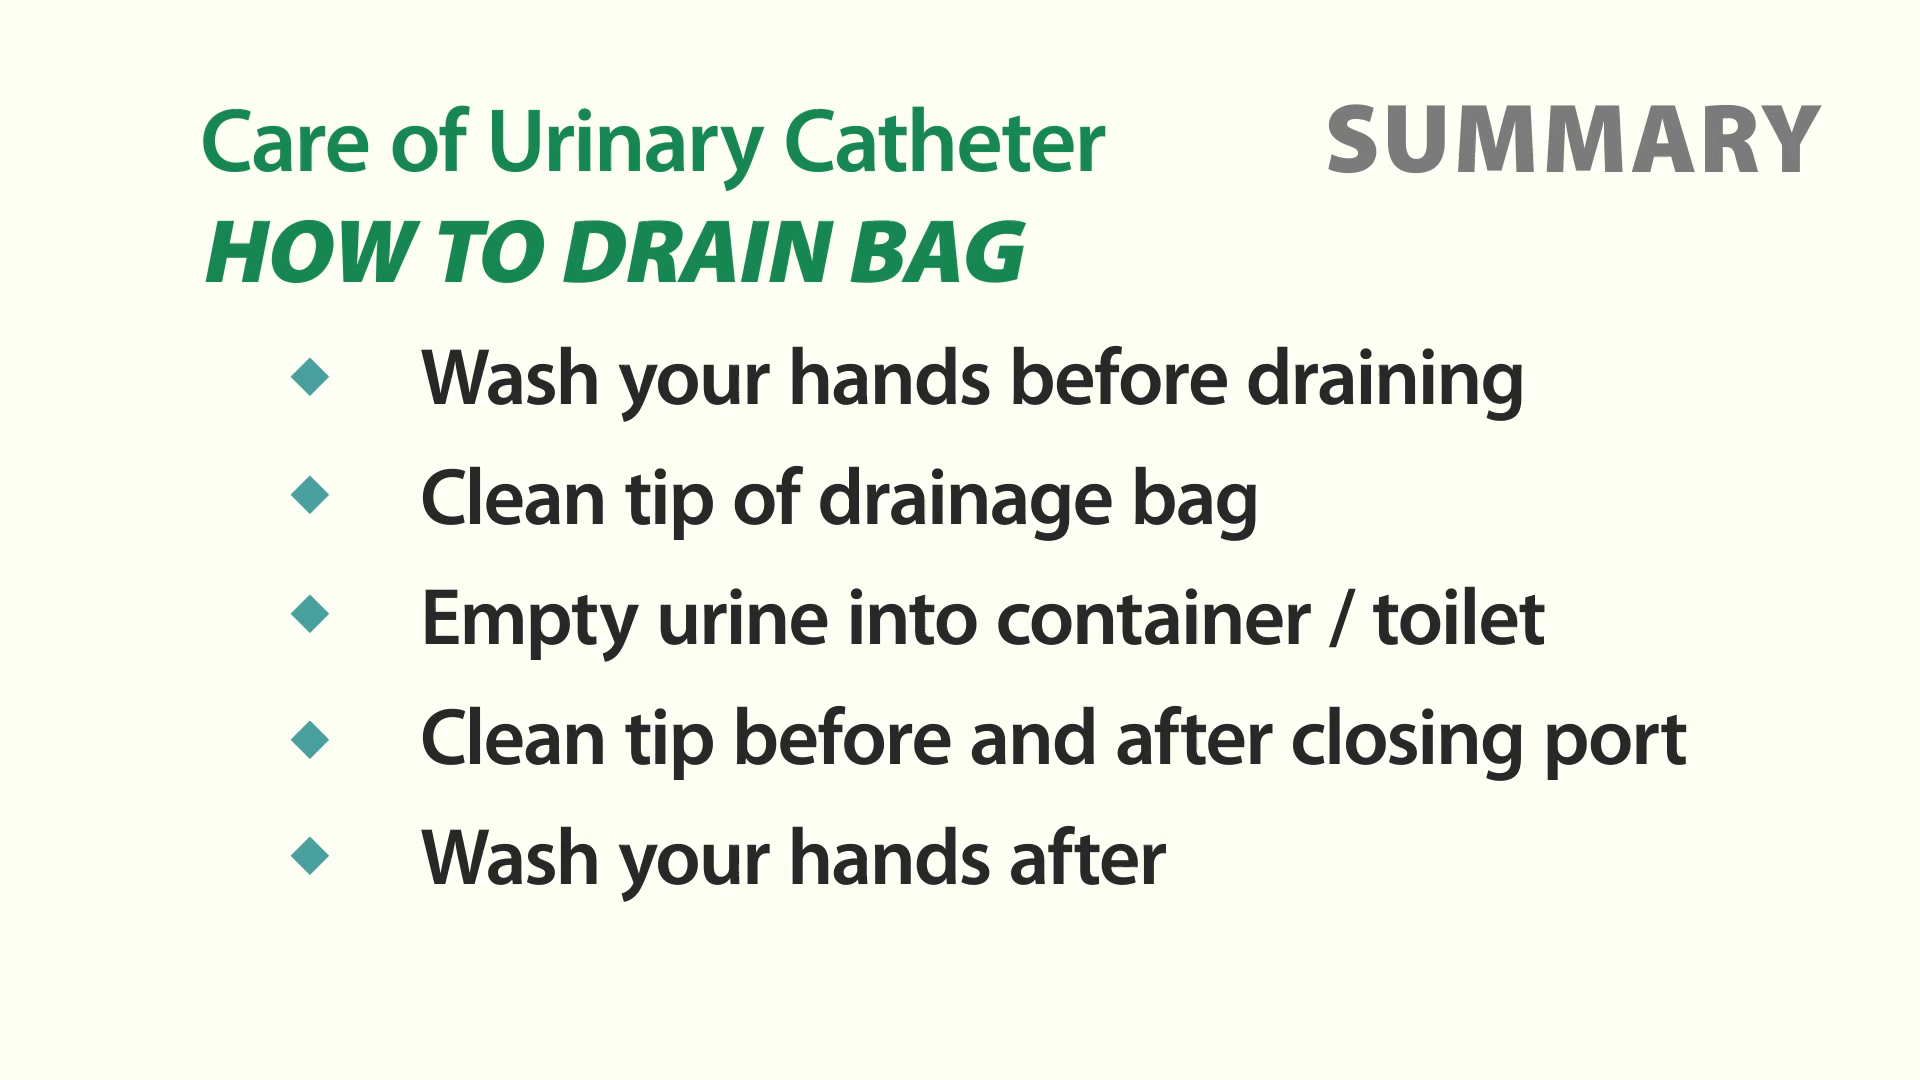 Care of Urinary Catheter
SUMMARY
HOW TO DRAIN BAG
Wash your hands before draining
Clean tip of drainage bag
Empty urine into container / toilet
Clean tip before and after closing port
Wash your hands after